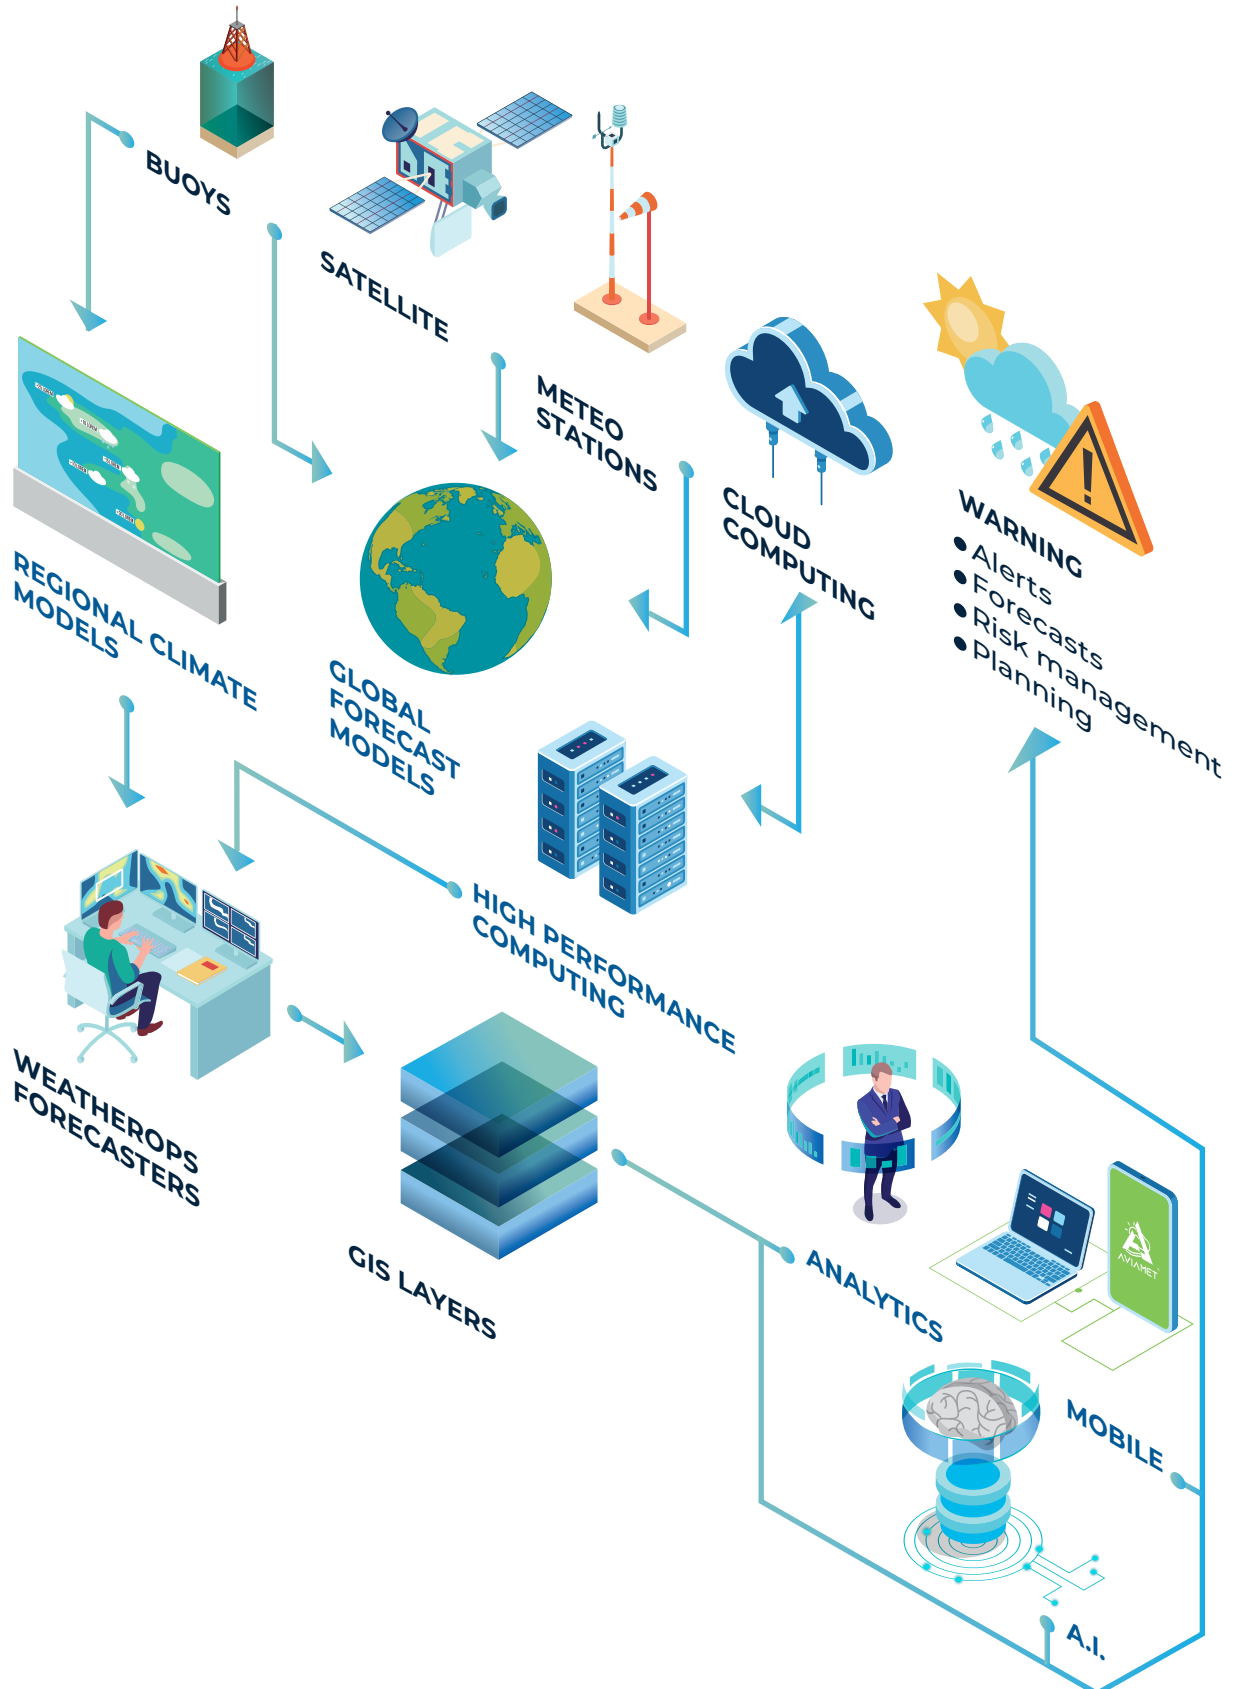 BUOYS
SATELLITE
METEO
STATIONS
CLOUD
COMPUTING
WARNING
Alerts
Forecasts
Risk management
Planning
REGIONAL CLIMATE
MODELS
GLOBAL
FORECAST
MODELS
HIGH PERFORMANCE
COMPUTING
WEATHEROPS
FORECASTERS
GIS LAYERS
ANALYTICS
AVIAMET
MOBILE
A.I.